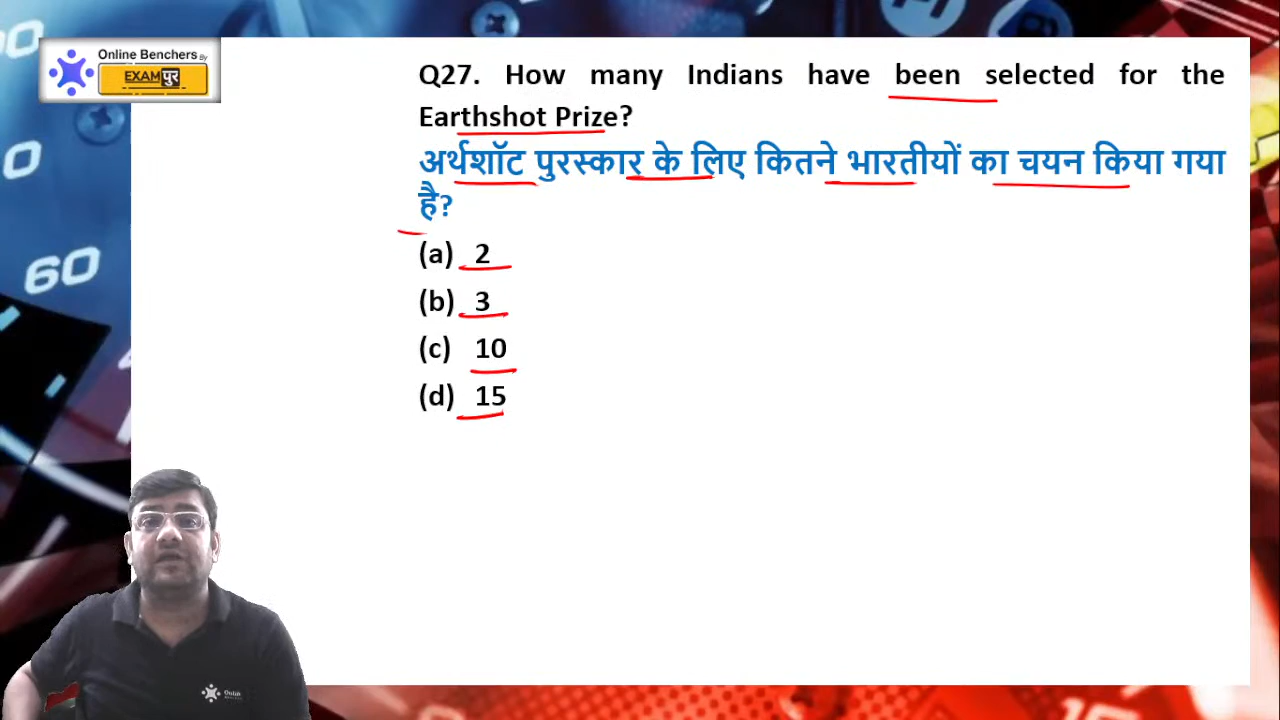 Online Benchers By
EXAMपुर
Q27. How many Indians have been selected for the
Earthshot Prize?
अर्थशॉट पुरस्कार के लिए कितने भारतीयों का चयन किया गया
है?
(a) 2
(b) 3
(c) 10
(d) 15
60